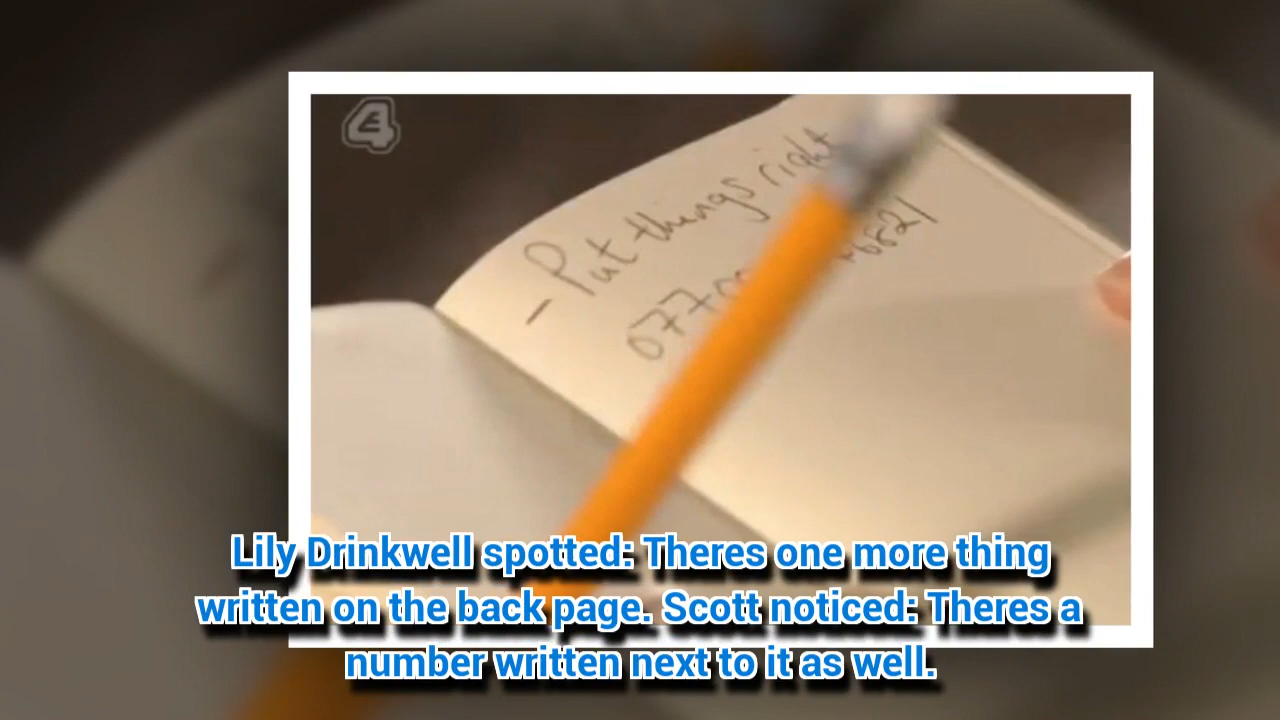 4
- Put things right
Lily Drinkwell spotted: Theres one more thing
written on the back page. Scott noticed: Theres a
number written next to it as well.